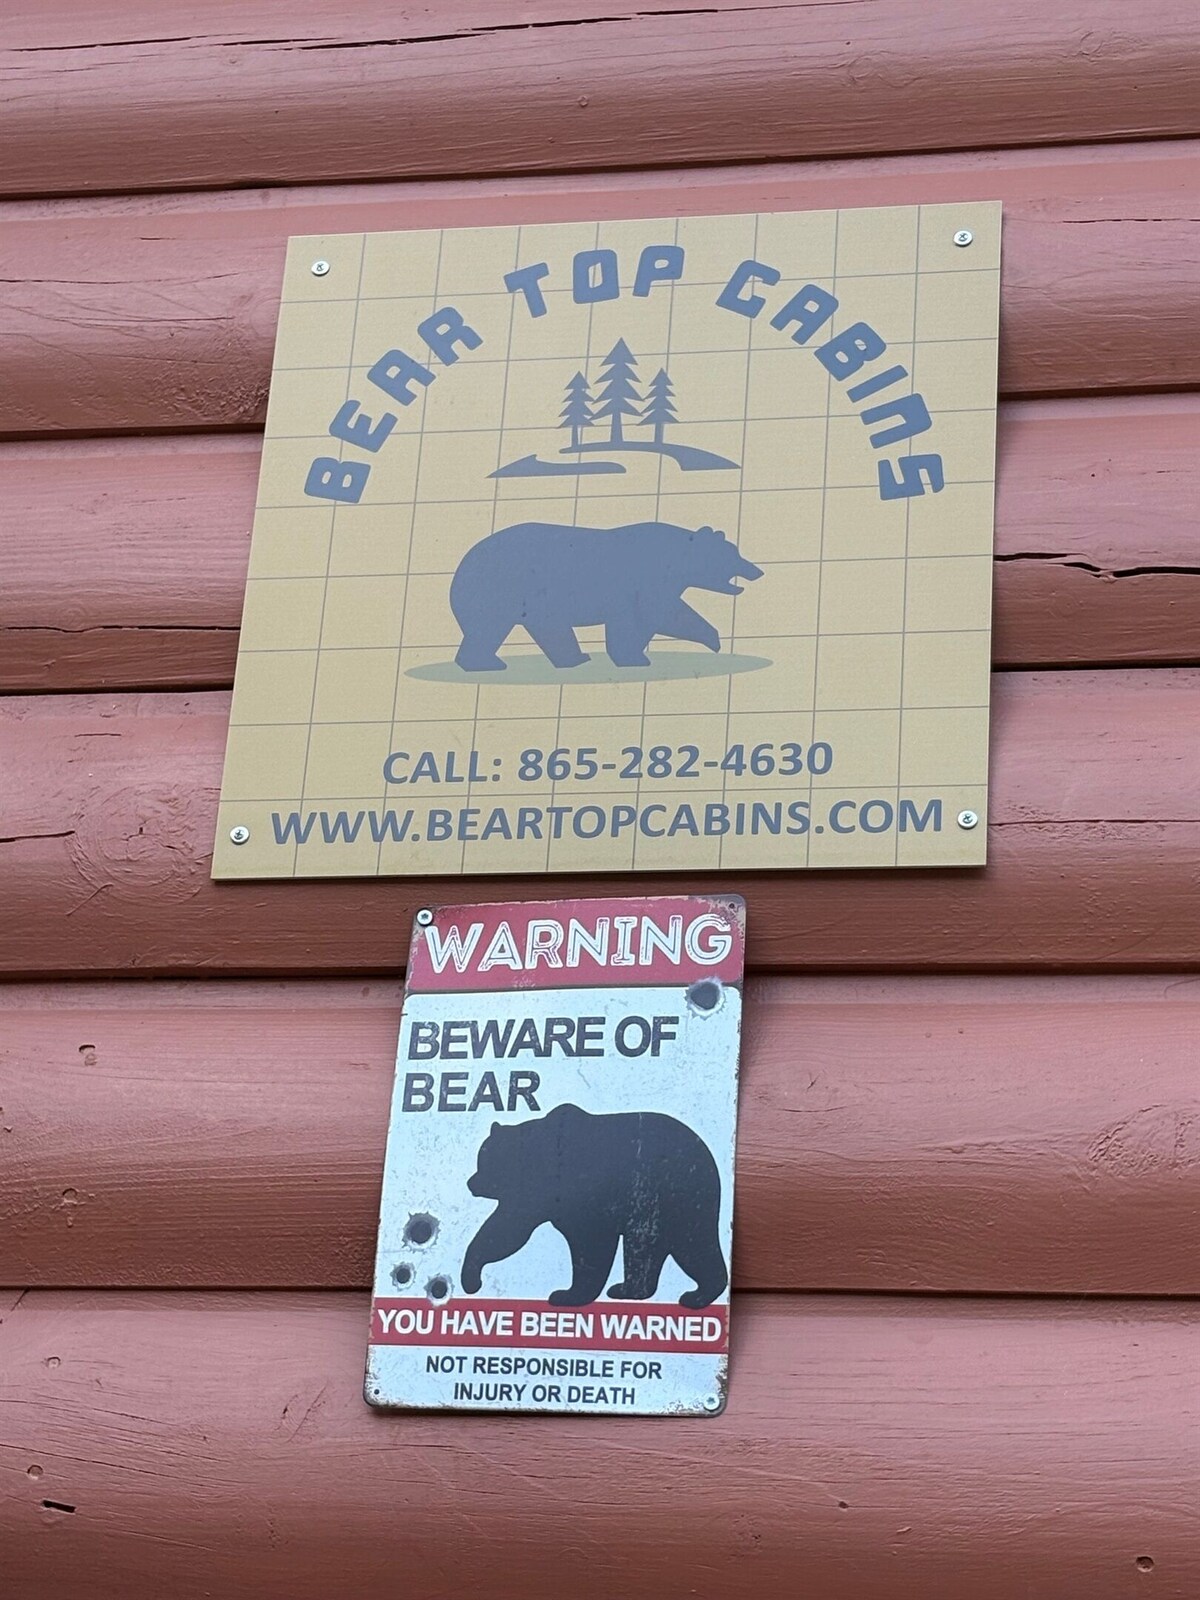 BEAR TOP CABINS
CALL: 865-282-4630
WWW.BEARTOPCABINS.COM
WARNING
BEWARE OF
BEAR
YOU HAVE BEEN WARNED
NOT RESPONSIBLE FOR
INJURY OR DEATH